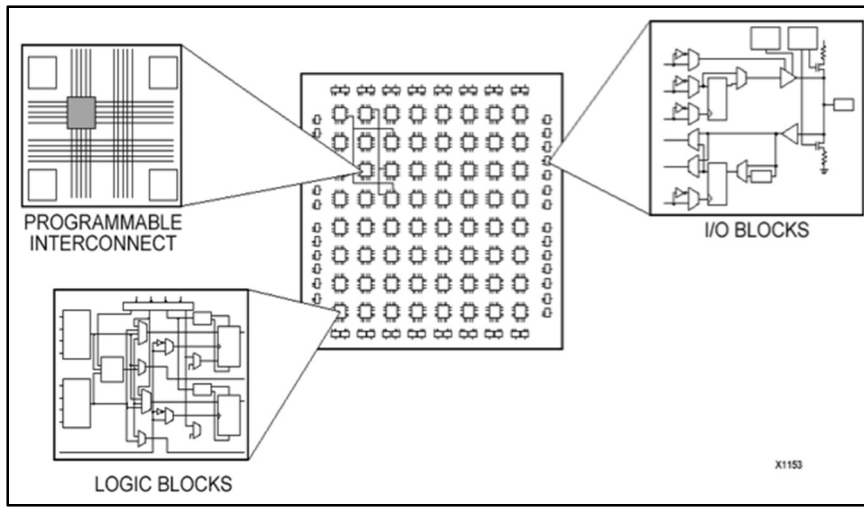 PROGRAMMABLE
INTERCONNECT
I/O BLOCKS
LOGIC BLOCKS
X1153